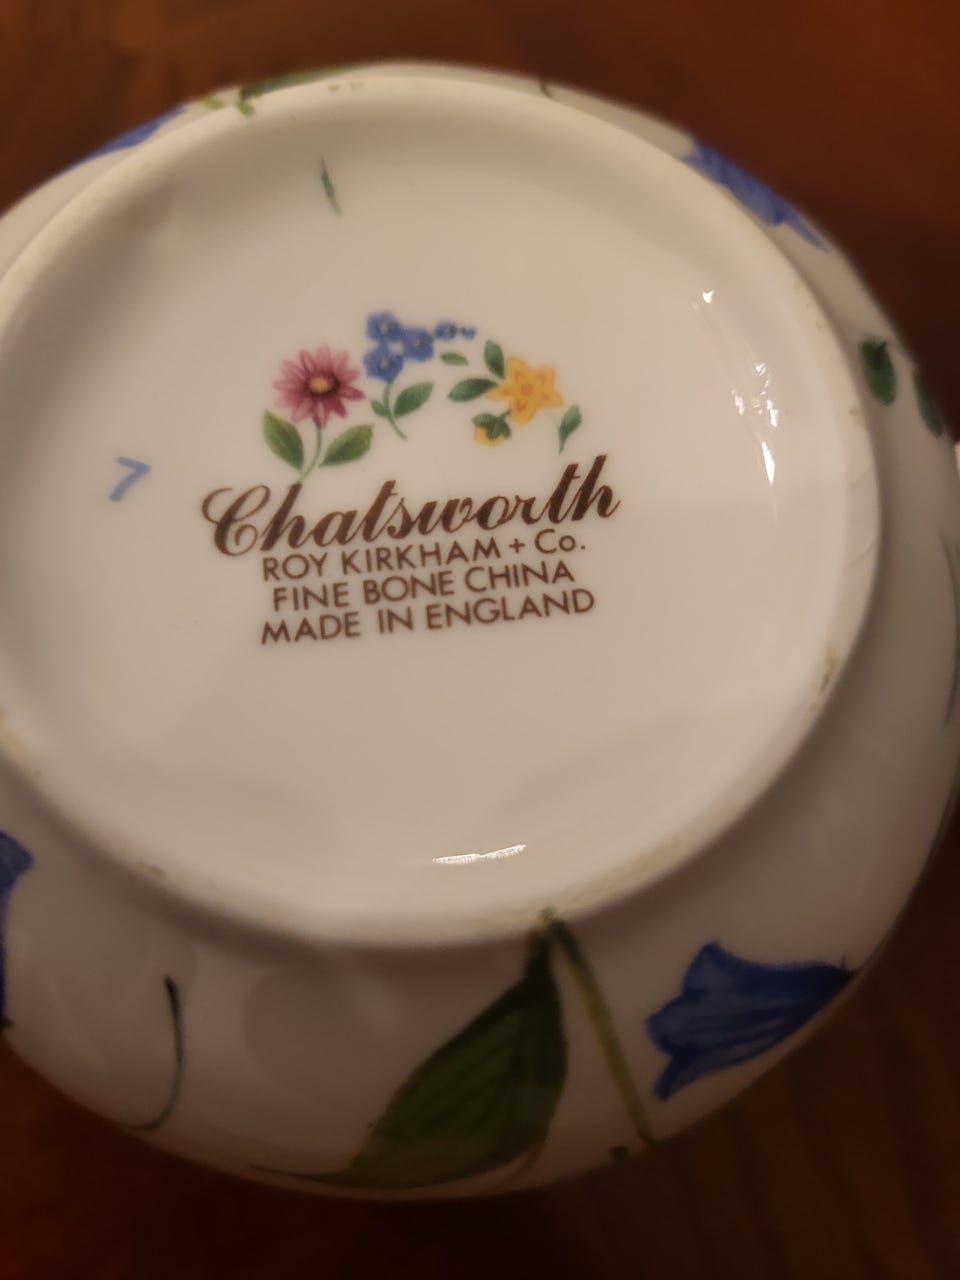 7
Chatsworth
ROY KIRKHAM + Co.
FINE BONE CHINA
MADE IN ENGLAND